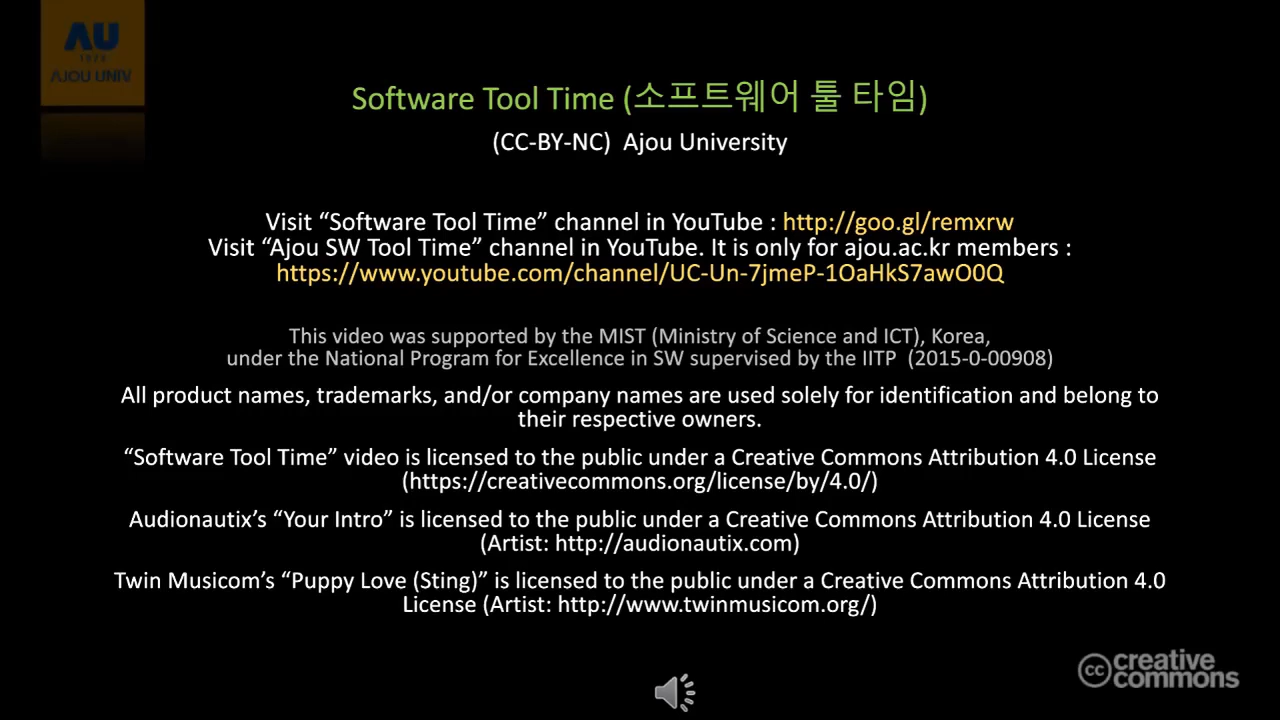 AU
1973
AJOU UNIV
Software Tool Time (소프트웨어 툴 타임)
(CC-BY-NC) Ajou University
Visit “Software Tool Time” channel in YouTube : http://goo.gl/remxrw
Visit “Ajou SW Tool Time” channel in YouTube. It is only for ajou.ac.kr members :
https://www.youtube.com/channel/UC-Un-7jmeP-1OaHkS7awO0Q
This video was supported by the MIST (Ministry of Science and ICT), Korea,
under the National Program for Excellence in SW supervised by the IITP (2015-0-00908)
All product names, trademarks, and/or company names are used solely for identification and belong to
their respective owners.
“Software Tool Time” video is licensed to the public under a Creative Commons Attribution 4.0 License
(https://creativecommons.org/license/by/4.0/)
Audionautix’s “Your Intro” is licensed to the public under a Creative Commons Attribution 4.0 License
(Artist: http://audionautix.com)
Twin Musicom’s “Puppy Love (Sting)” is licensed to the public under a Creative Commons Attribution 4.0
License (Artist: http://www.twinmusicom.org/)
cc creative
commons